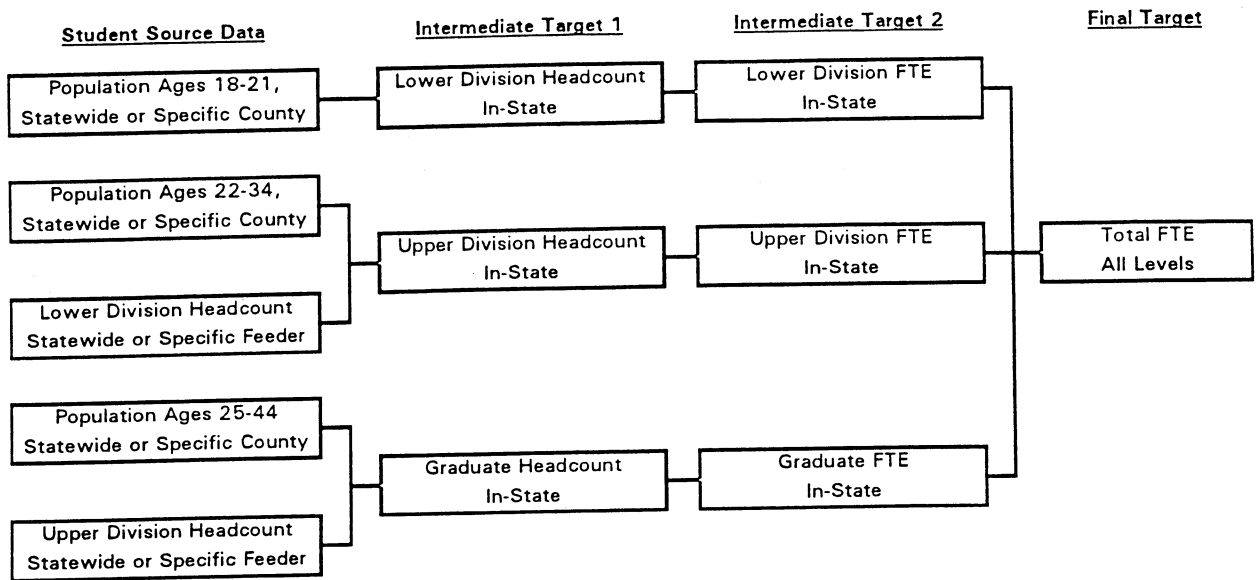 Student Source Data
Intermediate Target 1
Intermediate Target 2
Final Target
Population Ages 18-21,
Statewide or Specific County
Lower Division Headcount
In-State
Lower Division FTE
In-State
Population Ages 22-34,
Statewide or Specific County
Upper Division Headcount
In-State
Upper Division FTE
In-State
Total FTE
All Levels
Lower Division Headcount
Statewide or Specific Feeder
Population Ages 25-44
Statewide or Specific County
Graduate Headcount
In-State
Graduate FTE
In-State
Upper Division Headcount
Statewide or Specific Feeder